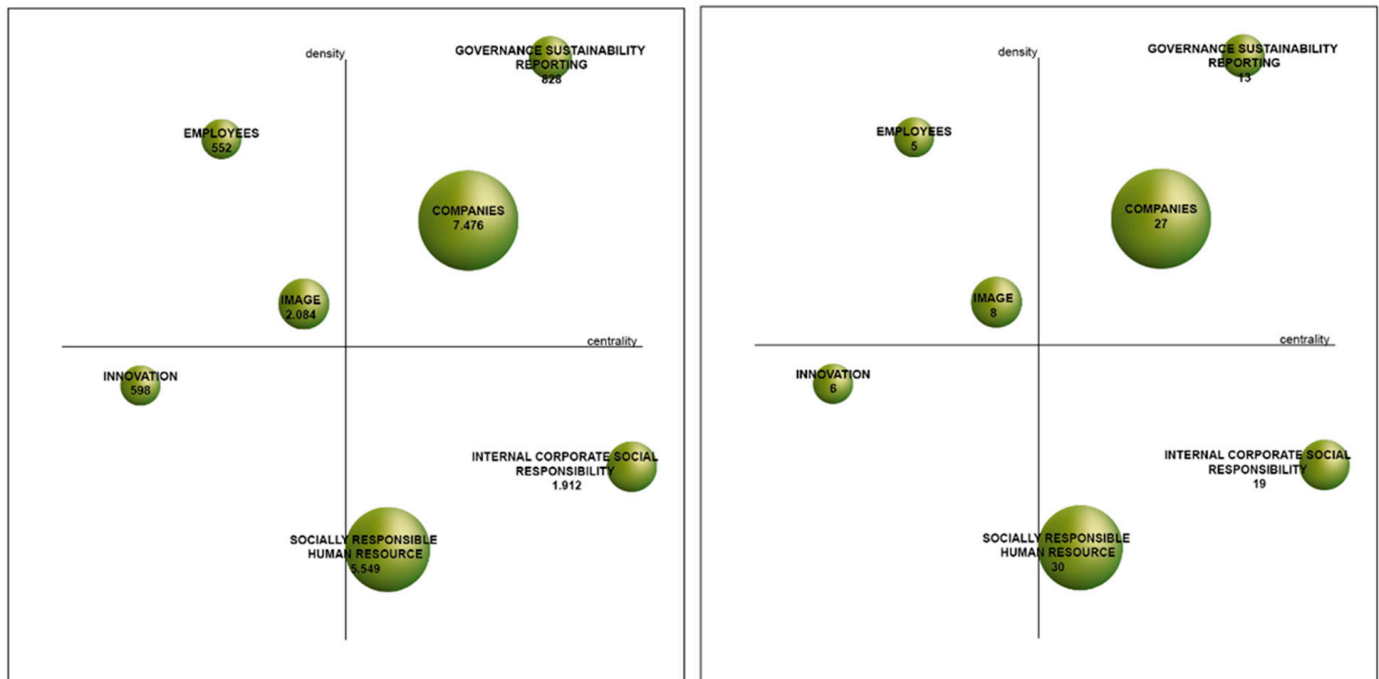 density
GOVERNANCE SUSTAINABILITY
REPORTING
828
EMPLOYEES
552
COMPANIES
7.476
IMAGE
2.084
centrality
INNOVATION
598
INTERNAL CORPORATE SOCIAL
RESPONSIBILITY
1.912
SOCIALLY RESPONSIBLE
HUMAN RESOURCE
5.549
density
GOVERNANCE SUSTAINABILITY
REPORTING
13
EMPLOYEES
5
COMPANIES
27
IMAGE
8
centrality
INNOVATION
6
INTERNAL CORPORATE SOCIAL
RESPONSIBILITY
19
SOCIALLY RESPONSIBLE
HUMAN RESOURCE
30